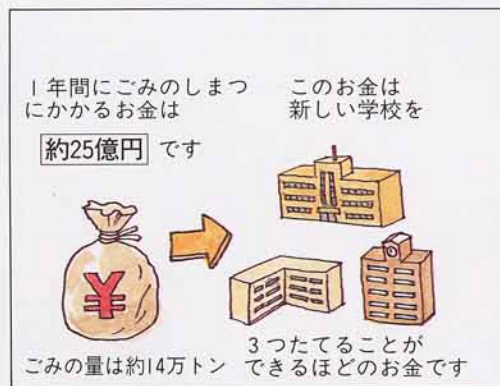 1年間にごみのしまつ
にかかるお金は
約25億円 です
¥
ごみの量は約14万トン
このお金は
新しい学校を
3つたてることが
できるほどのお金です